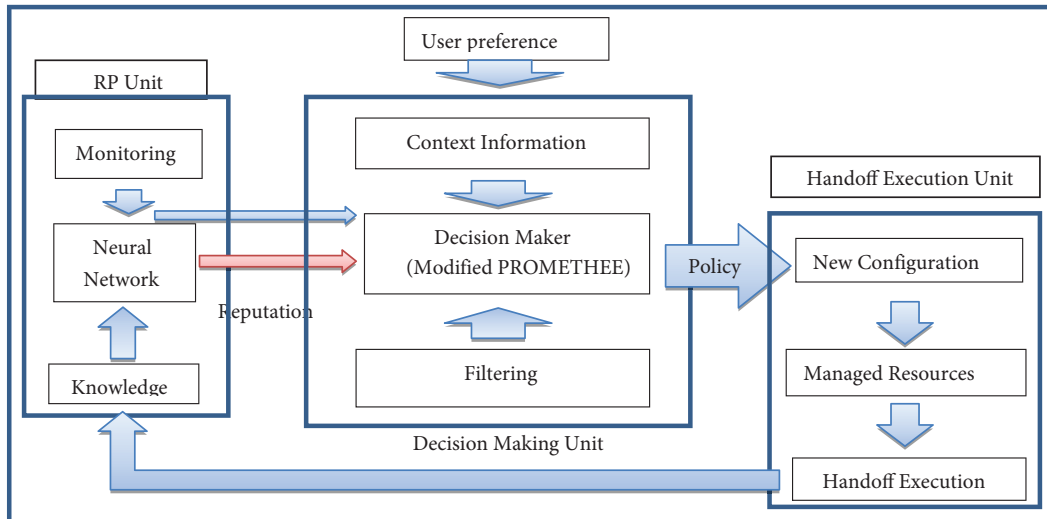 User preference
RP Unit
Monitoring
Neural
Network
Reputation
Knowledge
Context Information
Decision Maker
(Modified PROMETHEE)
Filtering
Decision Making Unit
Policy
Handoff Execution Unit
New Configuration
Managed Resources
Handoff Execution